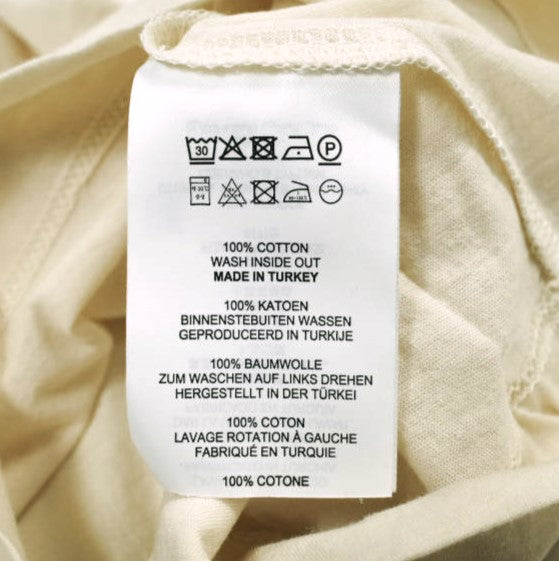 30 P
100% COTTON
WASH INSIDE OUT
MADE IN TURKEY
100% KATOEN
BINNENSTEBUITEN WASSEN
GEPRODUCEERD IN TURKIJE
100% BAUMWOLLE
ZUM WASCHEN AUF LINKS DREHEN
HERGESTELLT IN DER TÜRKEI
100% COTON
LAVAGE ROTATION À GAUCHE
FABRIQUÉ EN TURQUIE
100% COTONE